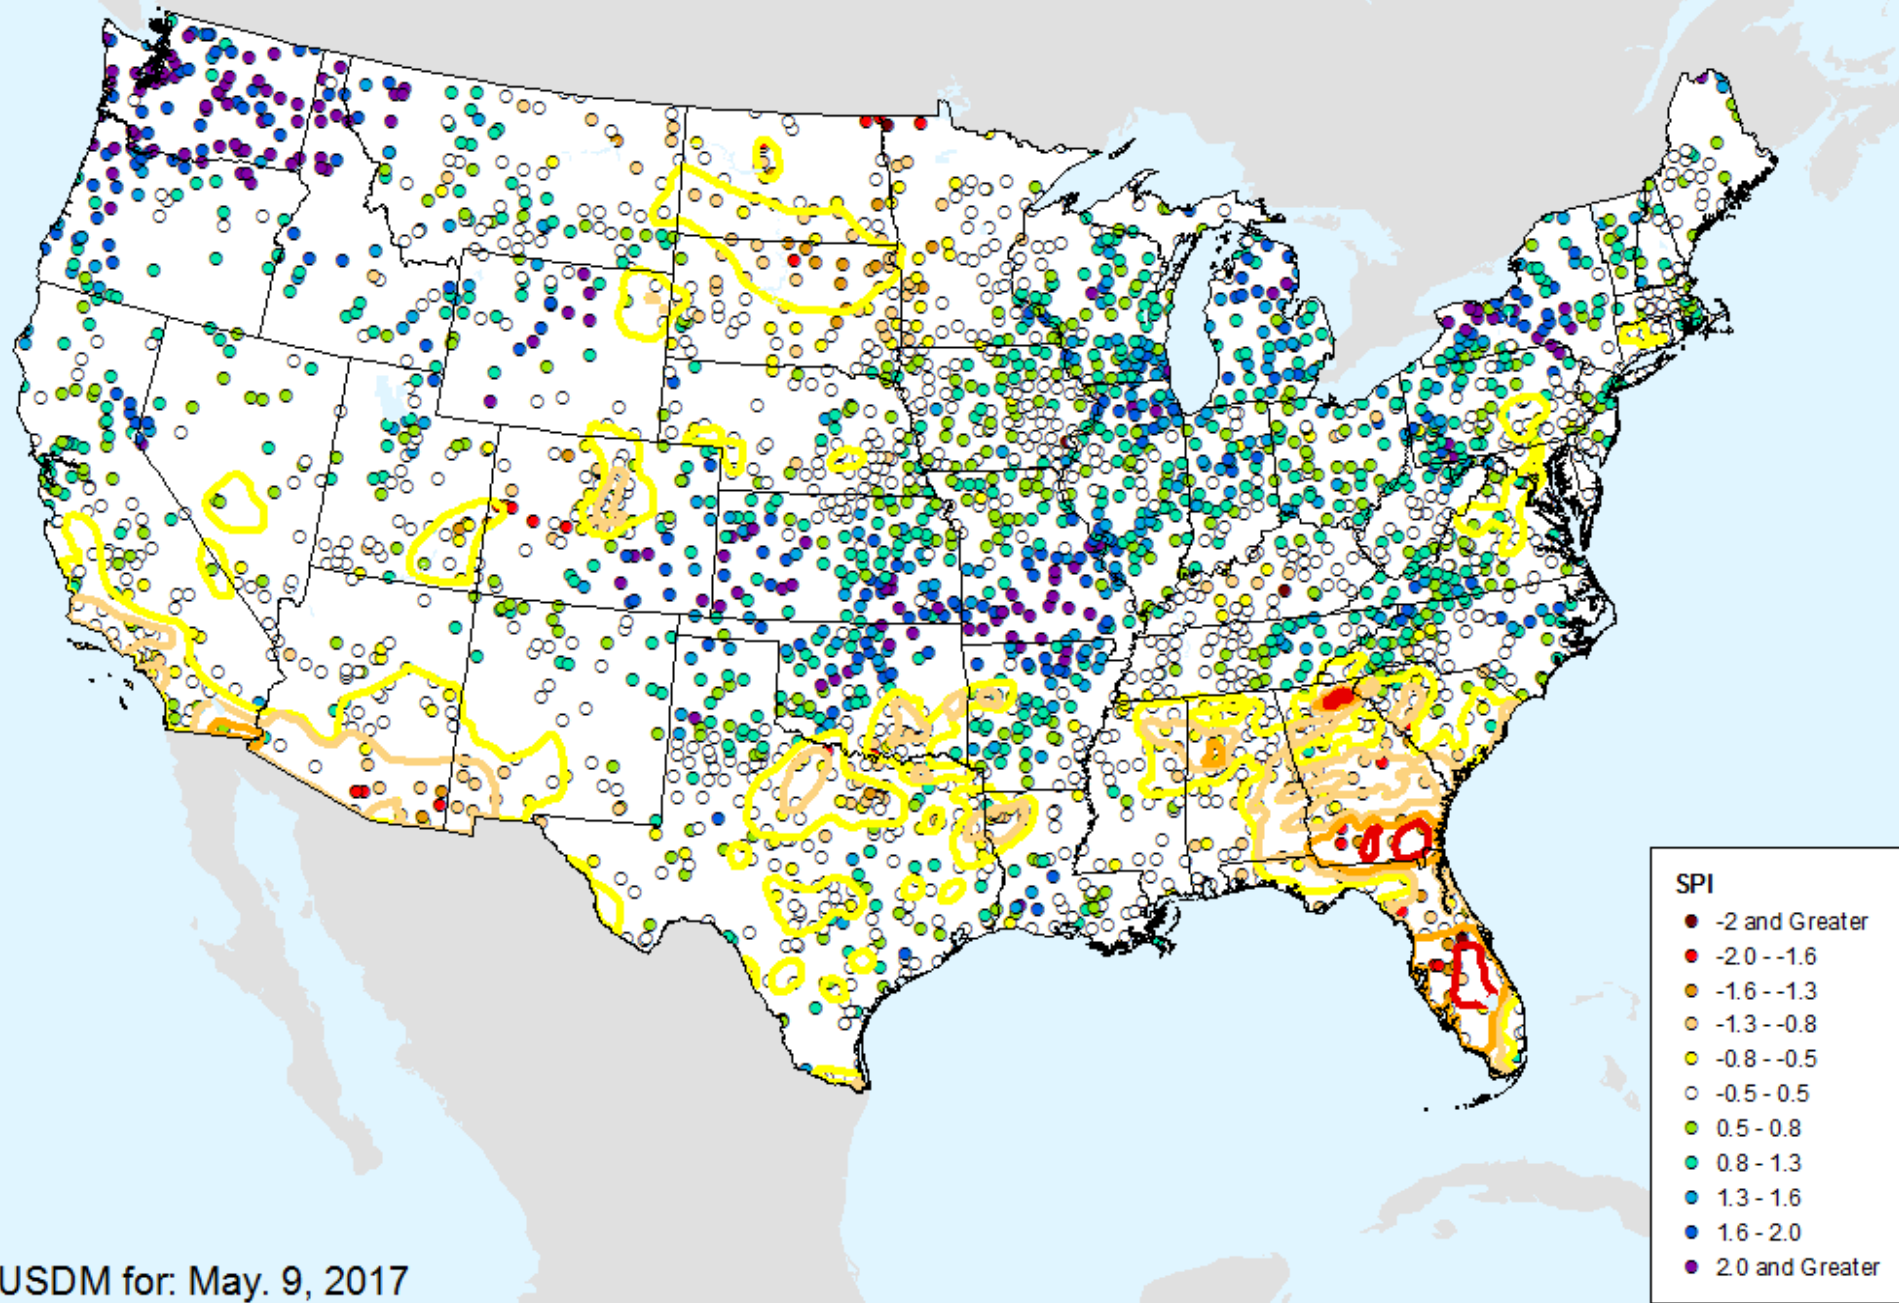 SPI
-2 and Greater
-2.0 - -1.6
-1.6 - -1.3
-1.3 - -0.8
-0.8 - -0.5
-0.5 - 0.5
0.5 - 0.8
0.8 - 1.3
1.3 - 1.6
1.6 - 2.0
2.0 and Greater
USDM for: May. 9, 2017